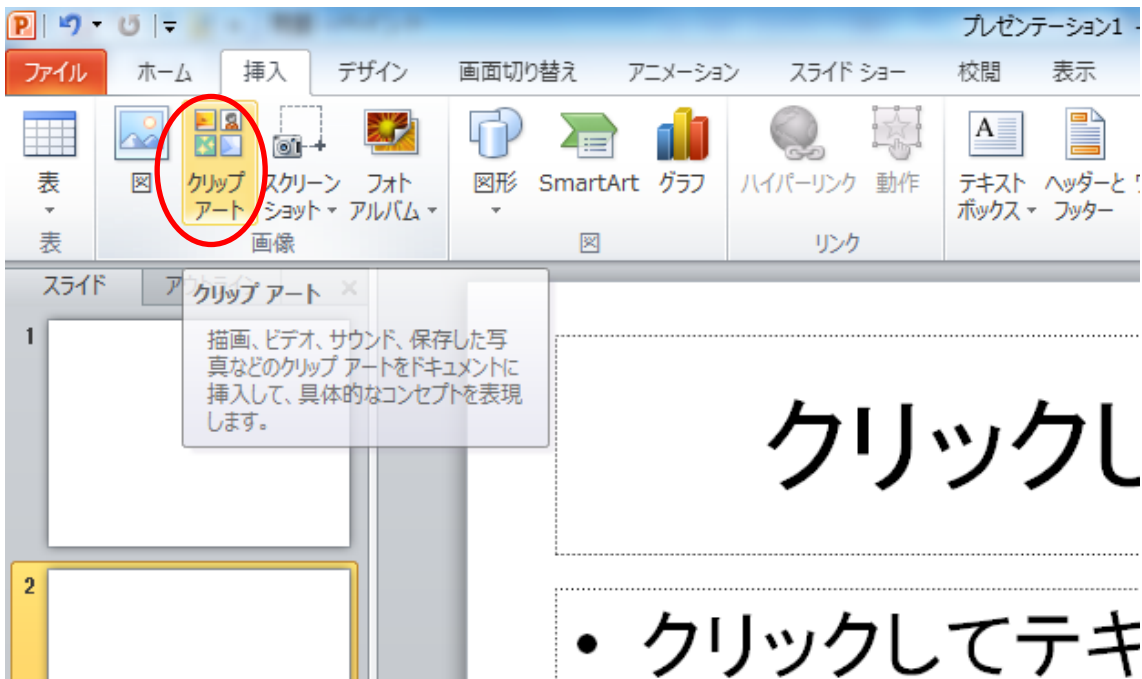 プレゼンテーション1 -
ファイル ホーム 挿入 デザイン 画面切り替え アニメーション スライド ショー 校閲 表示
表
図
クリップ
アート
スクリーン
ショット
フォト
アルバム
図形
SmartArt
グラフ
ハイパーリンク
動作
テキスト
ボックス
ヘッダーと
フッター
表 画像 図 リンク
スライド
クリップ アート
描画、ビデオ、サウンド、保存した写
真などのクリップ アートをドキュメントに
挿入して、具体的なコンセプトを表現
します。
1
2
クリックし
• クリックしてテキ